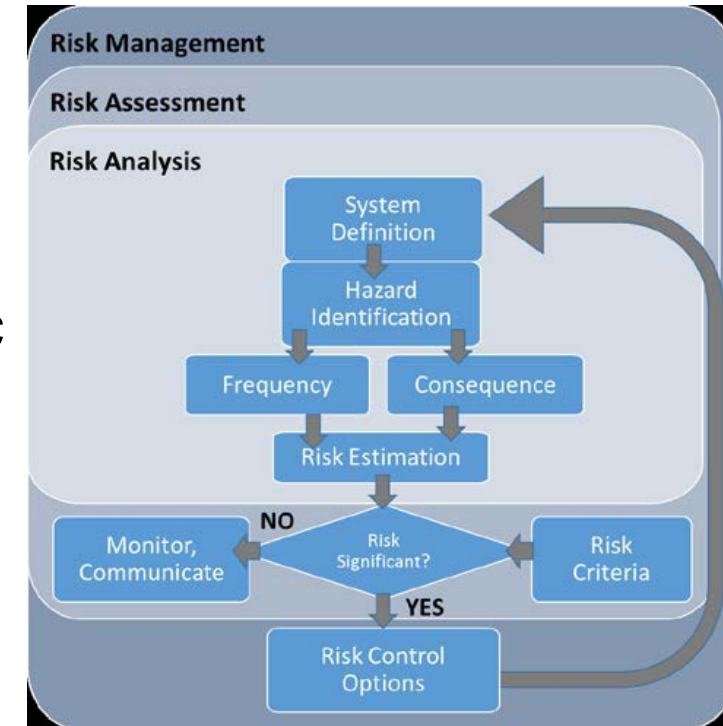 Risk Management
Risk Assessment
Risk Analysis
System
Definition
Hazard
Identification
Frequency
Consequence
Risk Estimation
NO
Monitor,
Communicate
Risk
Significant?
Risk
Criteria
YES
Risk Control
Options